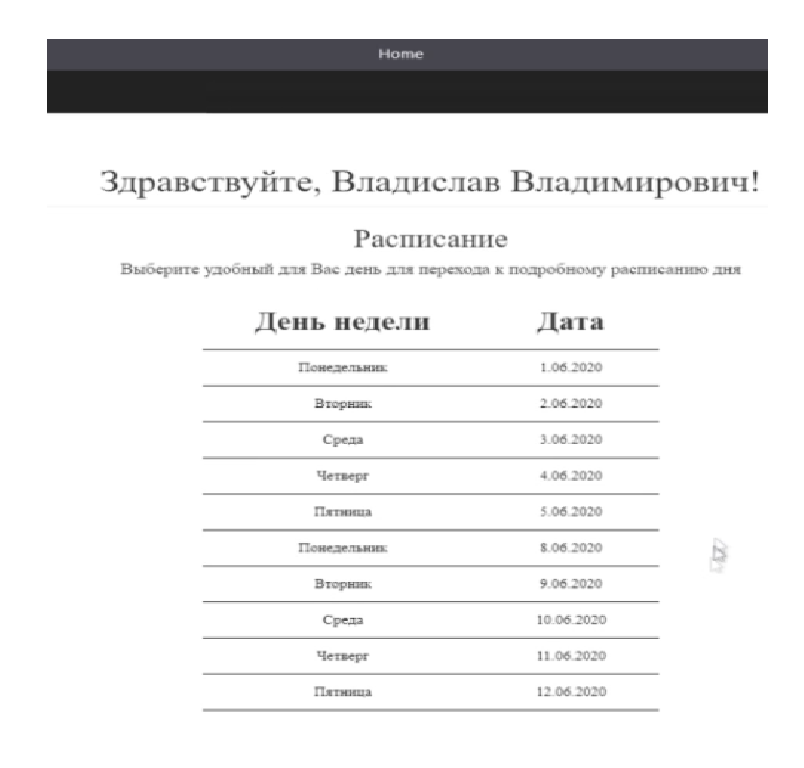 Home
Здравствуйте, Владислав Владимирович!
Расписание
Выберите удобный для Вас день для перехода к подробному расписанию дня
День недели Дата
Понедельник 1.06.2020
Вторник 2.06.2020
Среда 3.06.2020
Четверг 4.06.2020
Пятница 5.06.2020
Понедельник 8.06.2020
Вторник 9.06.2020
Среда 10.06.2020
Четверг 11.06.2020
Пятница 12.06.2020